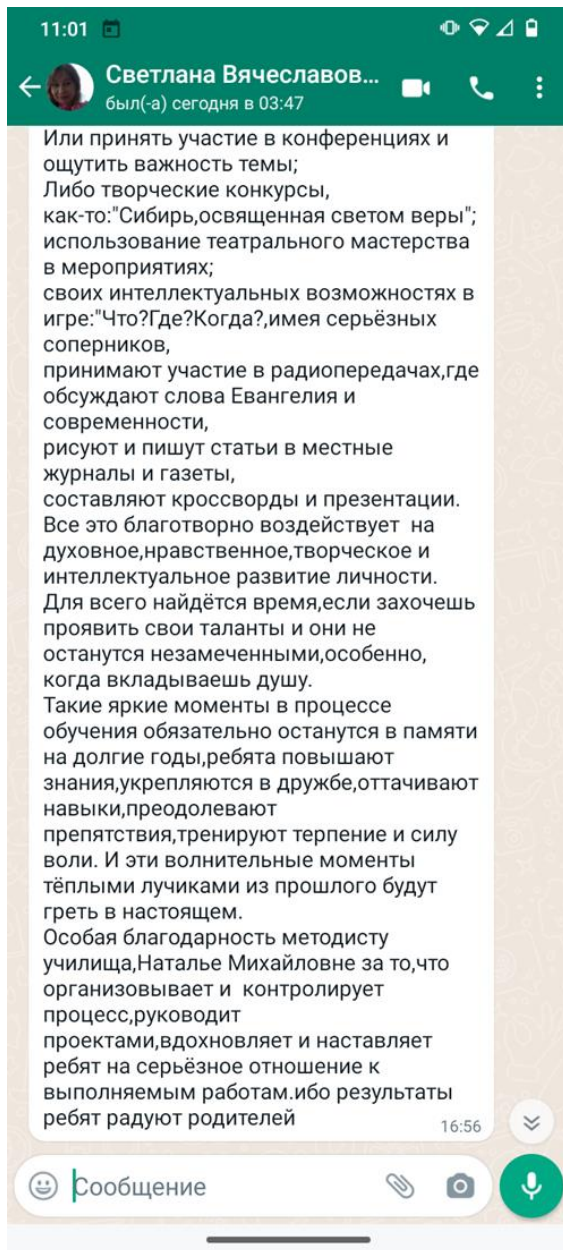 11:01
Светлана Вячеславов...
был(-а) сегодня в 03:47
Или принять участие в конференциях и
ощутить важность темы;
Либо творческие конкурсы,
как-то:"Сибирь,освященная светом веры";
использование театрального мастерства
в мероприятиях;
своих интеллектуальных возможностях в
игре:"Что?Где?Когда?,имея серьёзных
соперников,
принимают участие в радиопередачах,где
обсуждают слова Евангелия и
современности,
рисуют и пишут статьи в местные
журналы и газеты,
составляют кроссворды и презентации.
Все это благотворно воздействует  на
духовное,нравственное,творческое и
интеллектуальное развитие личности.
Для всего найдётся время,если захочешь
проявить свои таланты и они не
останутся незамеченными,особенно,
когда вкладываешь душу.
Такие яркие моменты в процессе
обучения обязательно останутся в памяти
на долгие годы,ребята повышают
знания,укрепляются в дружбе,оттачивают
навыки,преодолевают
препятствия,тренируют терпение и силу
воли. И эти волнительные моменты
тёплыми лучиками из прошлого будут
греть в настоящем.
Особая благодарность методисту
училища,Наталье Михайловне за то,что
организовывает и  контролирует
процесс,руководит
проектами,вдохновляет и наставляет
ребят на серьёзное отношение к
выполняемым работам.ибо результаты
ребят радуют родителей
16:56
Сообщение